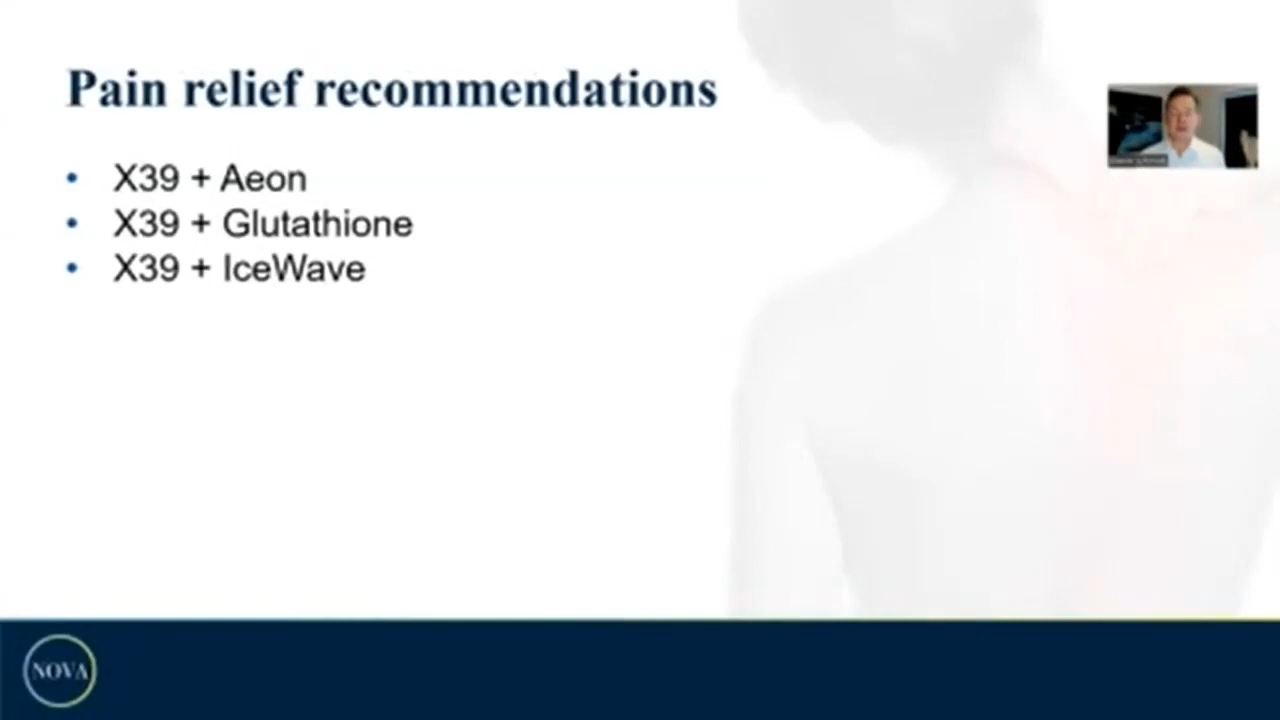 Pain relief recommendations
• X39 + Aeon
• X39 + Glutathione
• X39 + IceWave
NOVA